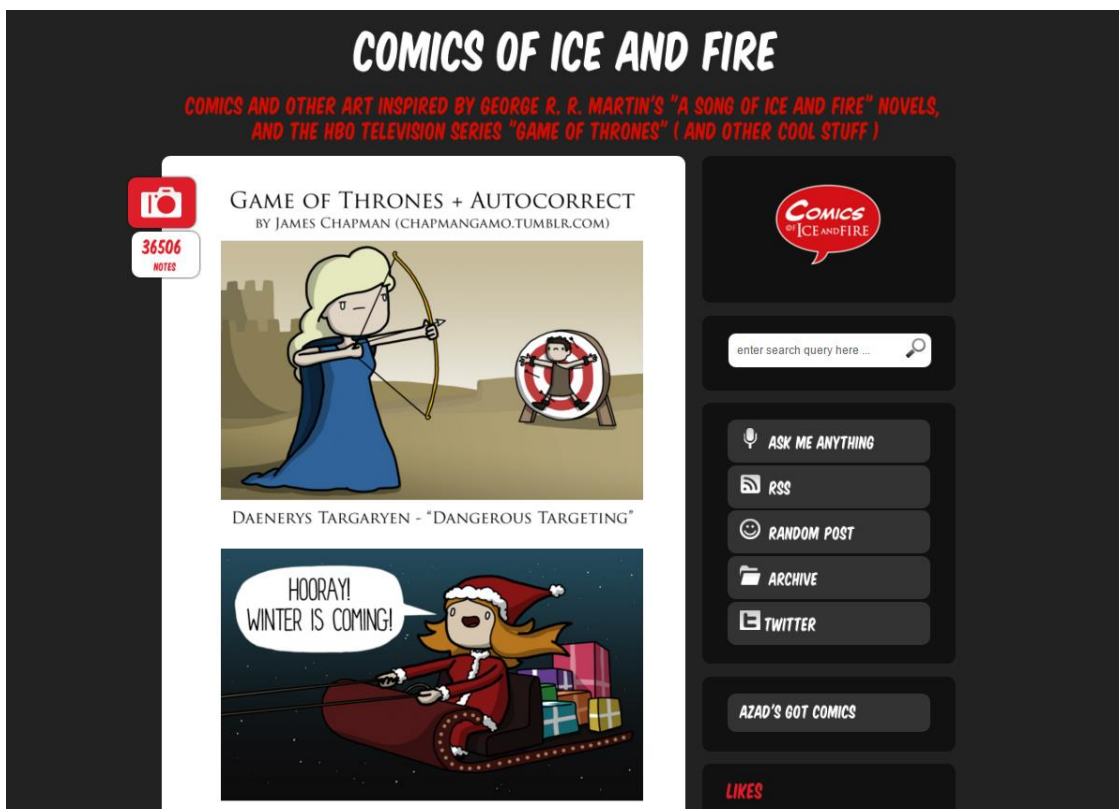 COMICS OF ICE AND FIRE
COMICS AND OTHER ART INSPIRED BY GEORGE R. R. MARTIN'S "A SONG OF ICE AND FIRE" NOVELS,
AND THE HBO TELEVISION SERIES "GAME OF THRONES" ( AND OTHER COOL STUFF )
36506
NOTES
GAME OF THRONES + AUTOCORRECT
BY JAMES CHAPMAN (CHAPMANGAMO.TUMBLR.COM)
DAENERYS TARGARYEN - “DANGEROUS TARGETING”
HOORAY!
WINTER IS COMING!
COMICS
OF ICE AND FIRE
enter search query here ...
ASK ME ANYTHING
RSS
RANDOM POST
ARCHIVE
TWITTER
AZAD'S GOT COMICS
LIKES